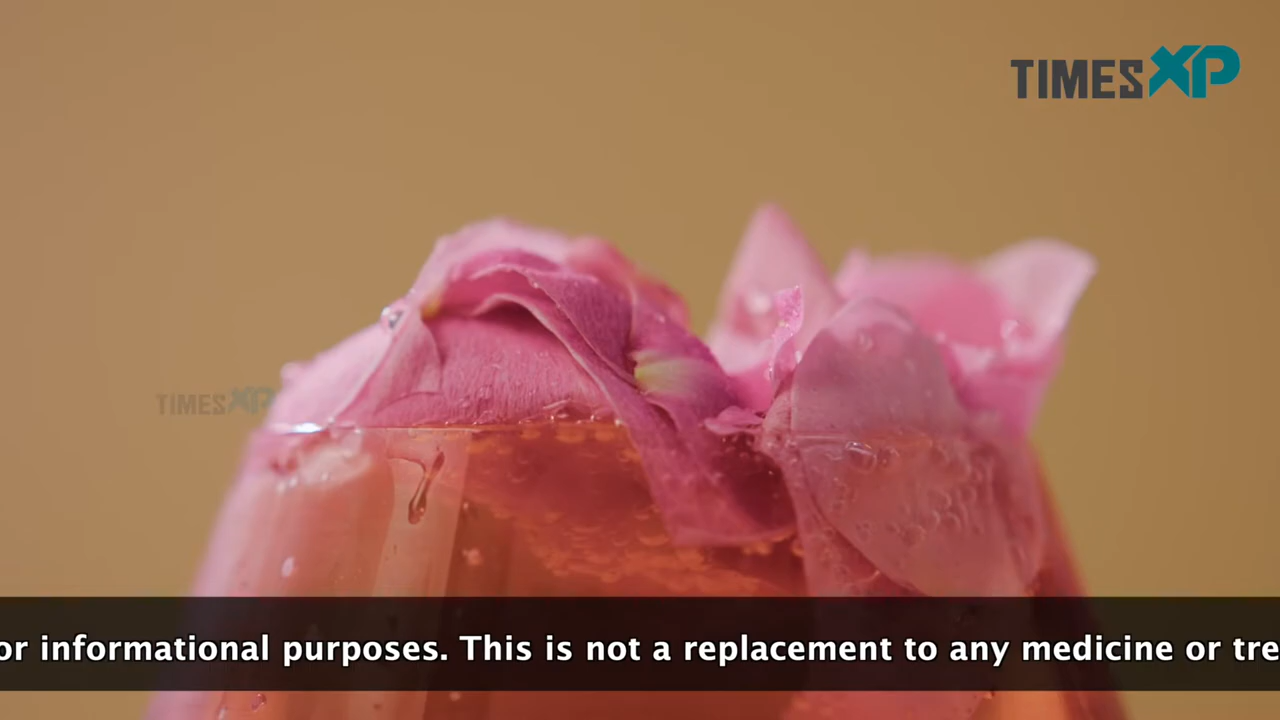 TIMESXP
TIMESXP
or informational purposes. This is not a replacement to any medicine or tre